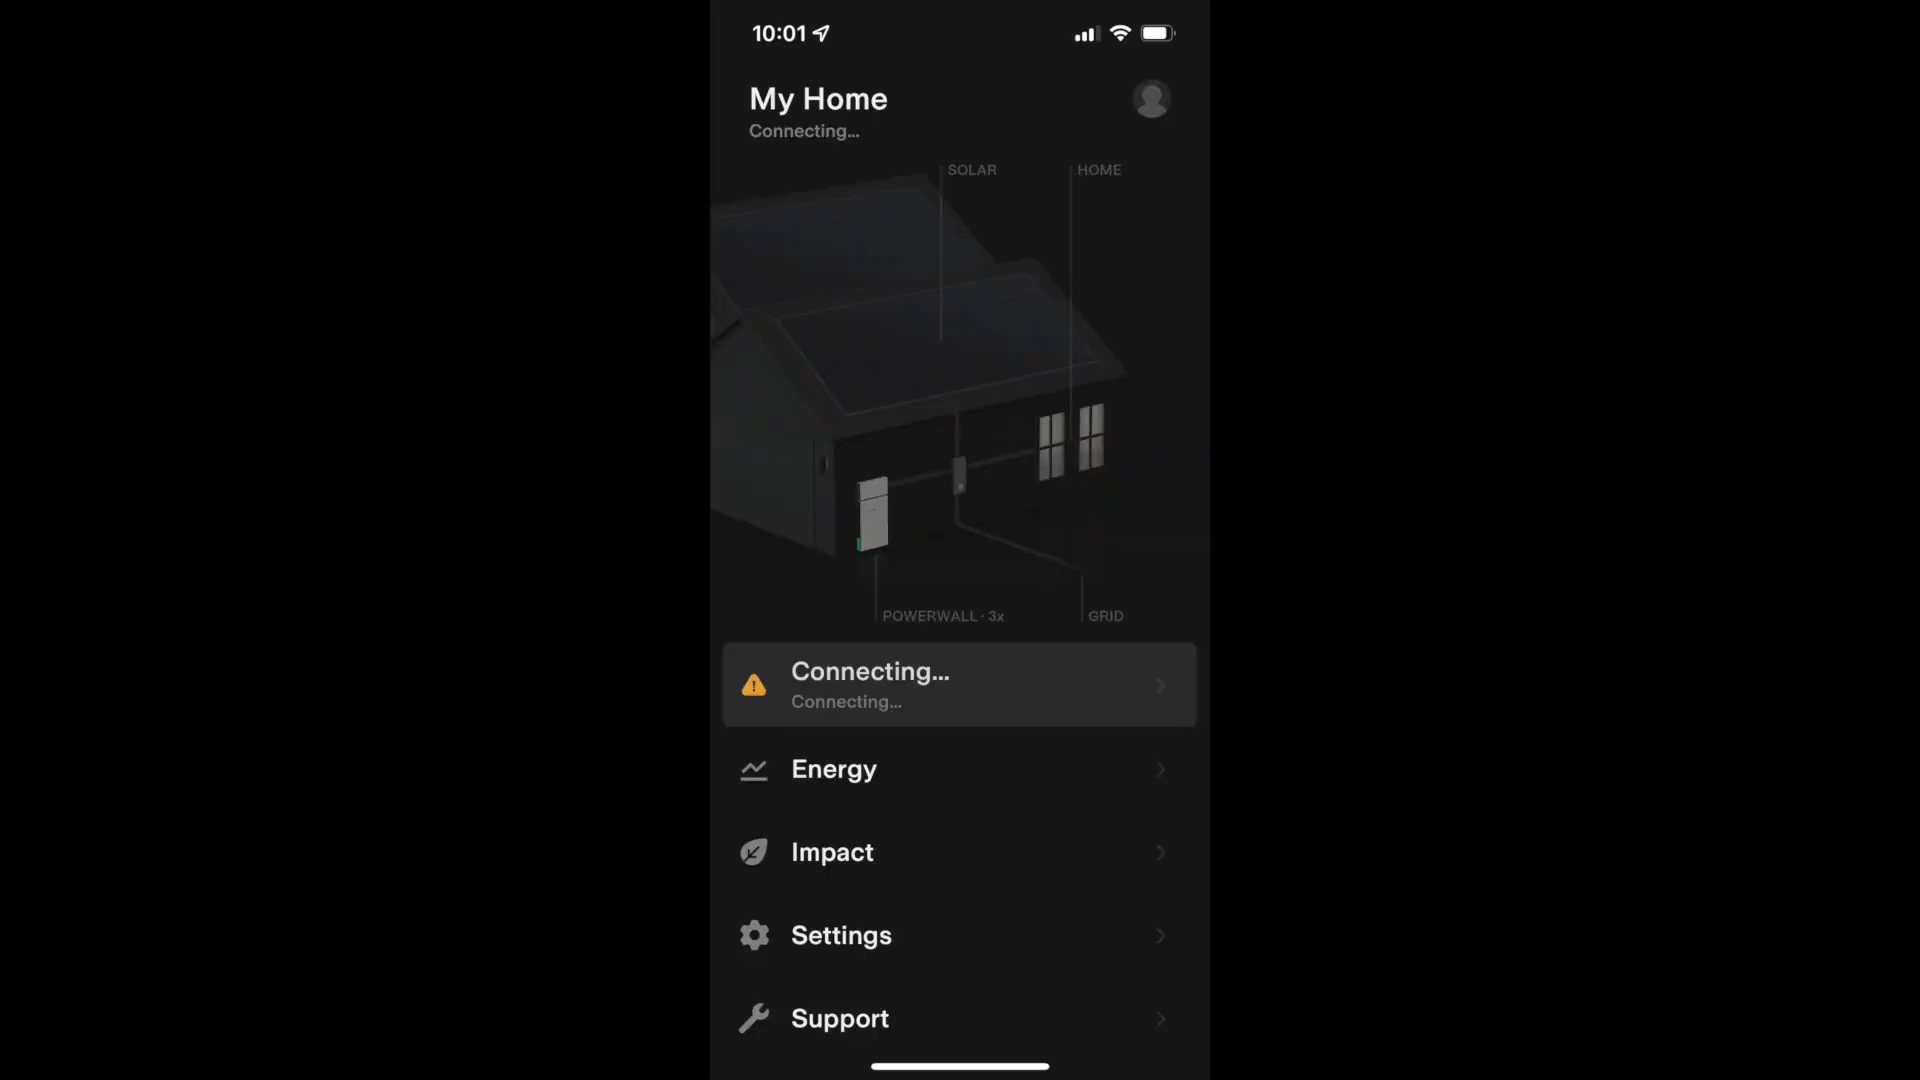 10:01
My Home
Connecting...
SOLAR
HOME
POWERWALL · 3x
GRID
Connecting...
Connecting...
Energy
Impact
Settings
Support